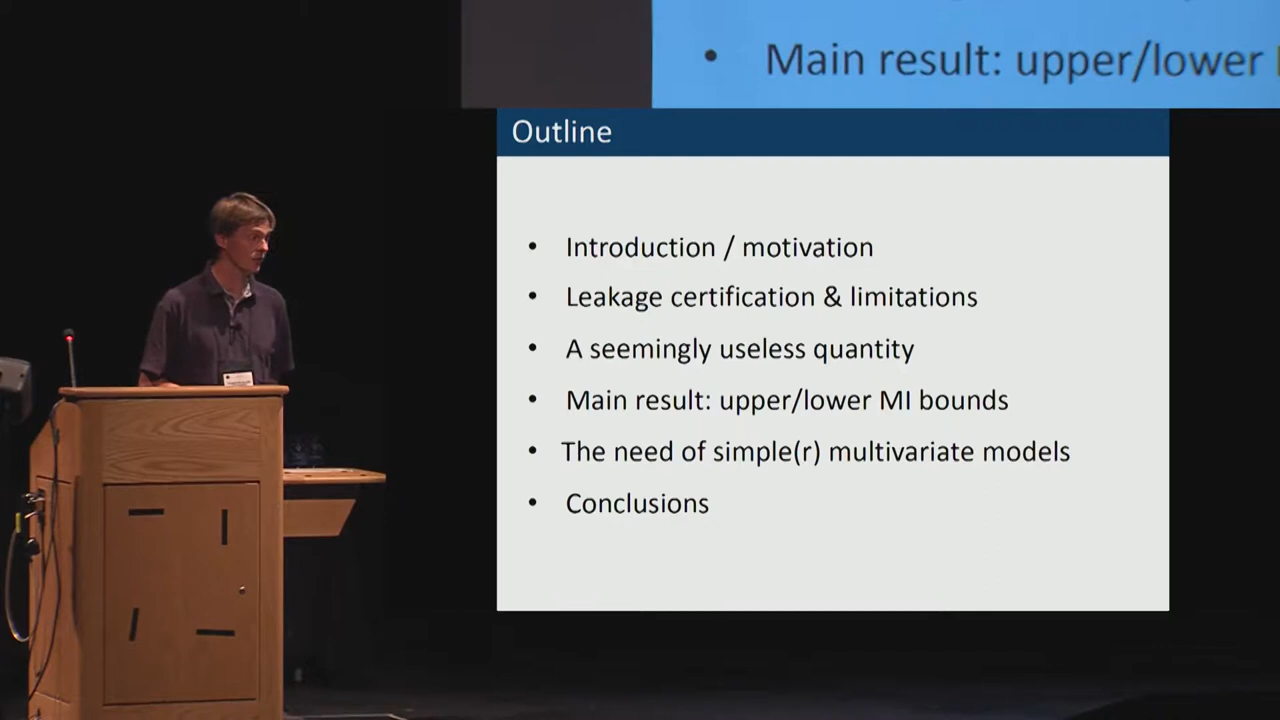 • Main result: upper/lower
Outline
• Introduction / motivation
• Leakage certification & limitations
• A seemingly useless quantity
• Main result: upper/lower MI bounds
• The need of simple(r) multivariate models
• Conclusions